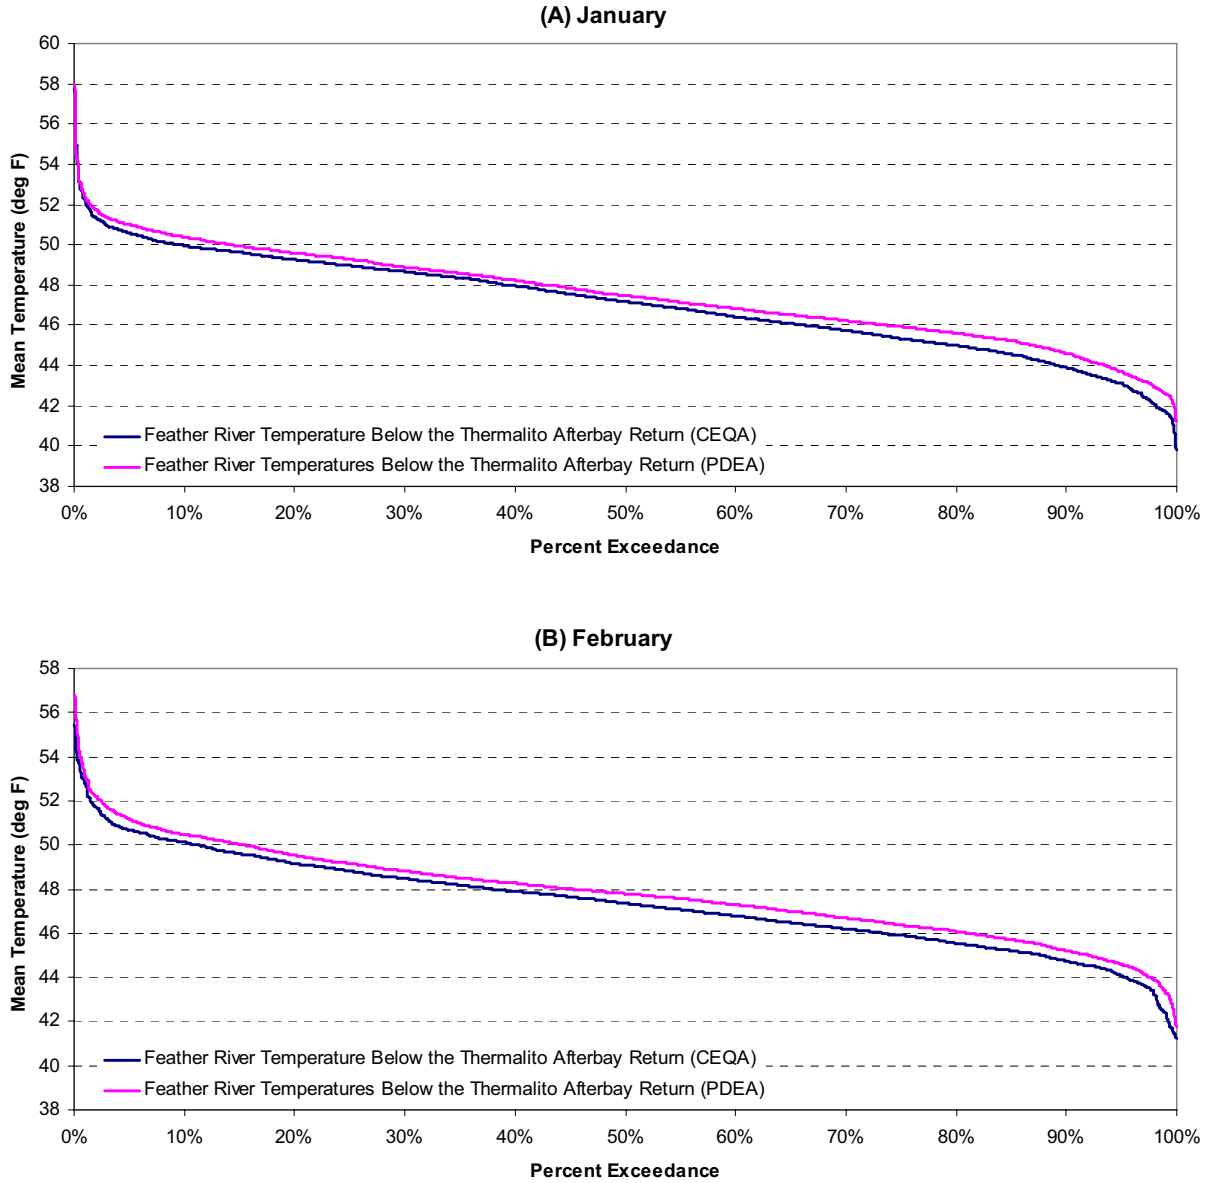 (A) January
60
58
56
54
52
50
48
46
44
42
40
38
Mean Temperature (deg F)
Feather River Temperature Below the Thermalito Afterbay Return (CEQA)
Feather River Temperatures Below the Thermalito Afterbay Return (PDEA)
0% 10% 20% 30% 40% 50% 60% 70% 80% 90% 100%
Percent Exceedance
(B) February
58
56
54
52
50
48
46
44
42
40
38
Mean Temperature (deg F)
Feather River Temperature Below the Thermalito Afterbay Return (CEQA)
Feather River Temperatures Below the Thermalito Afterbay Return (PDEA)
0% 10% 20% 30% 40% 50% 60% 70% 80% 90% 100%
Percent Exceedance